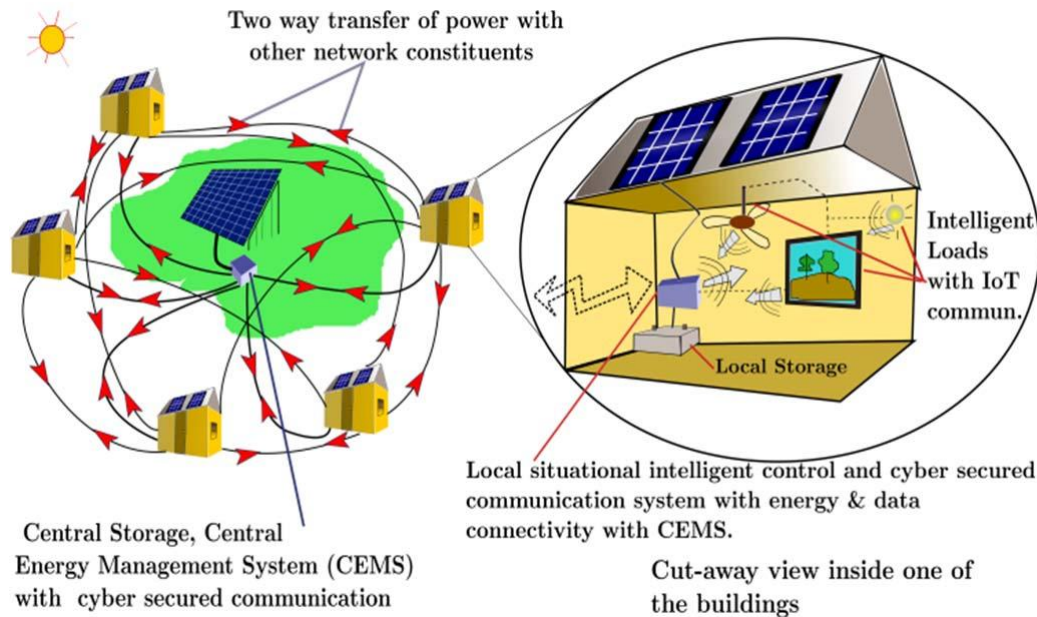 Two way transfer of power with
other network constituents
Intelligent
Loads
with IoT
commun.
Local Storage
Local situational intelligent control and cyber secured
communication system with energy & data
connectivity with CEMS.
Central Storage, Central
Energy Management System (CEMS)
with cyber secured communication
Cut-away view inside one of
the buildings